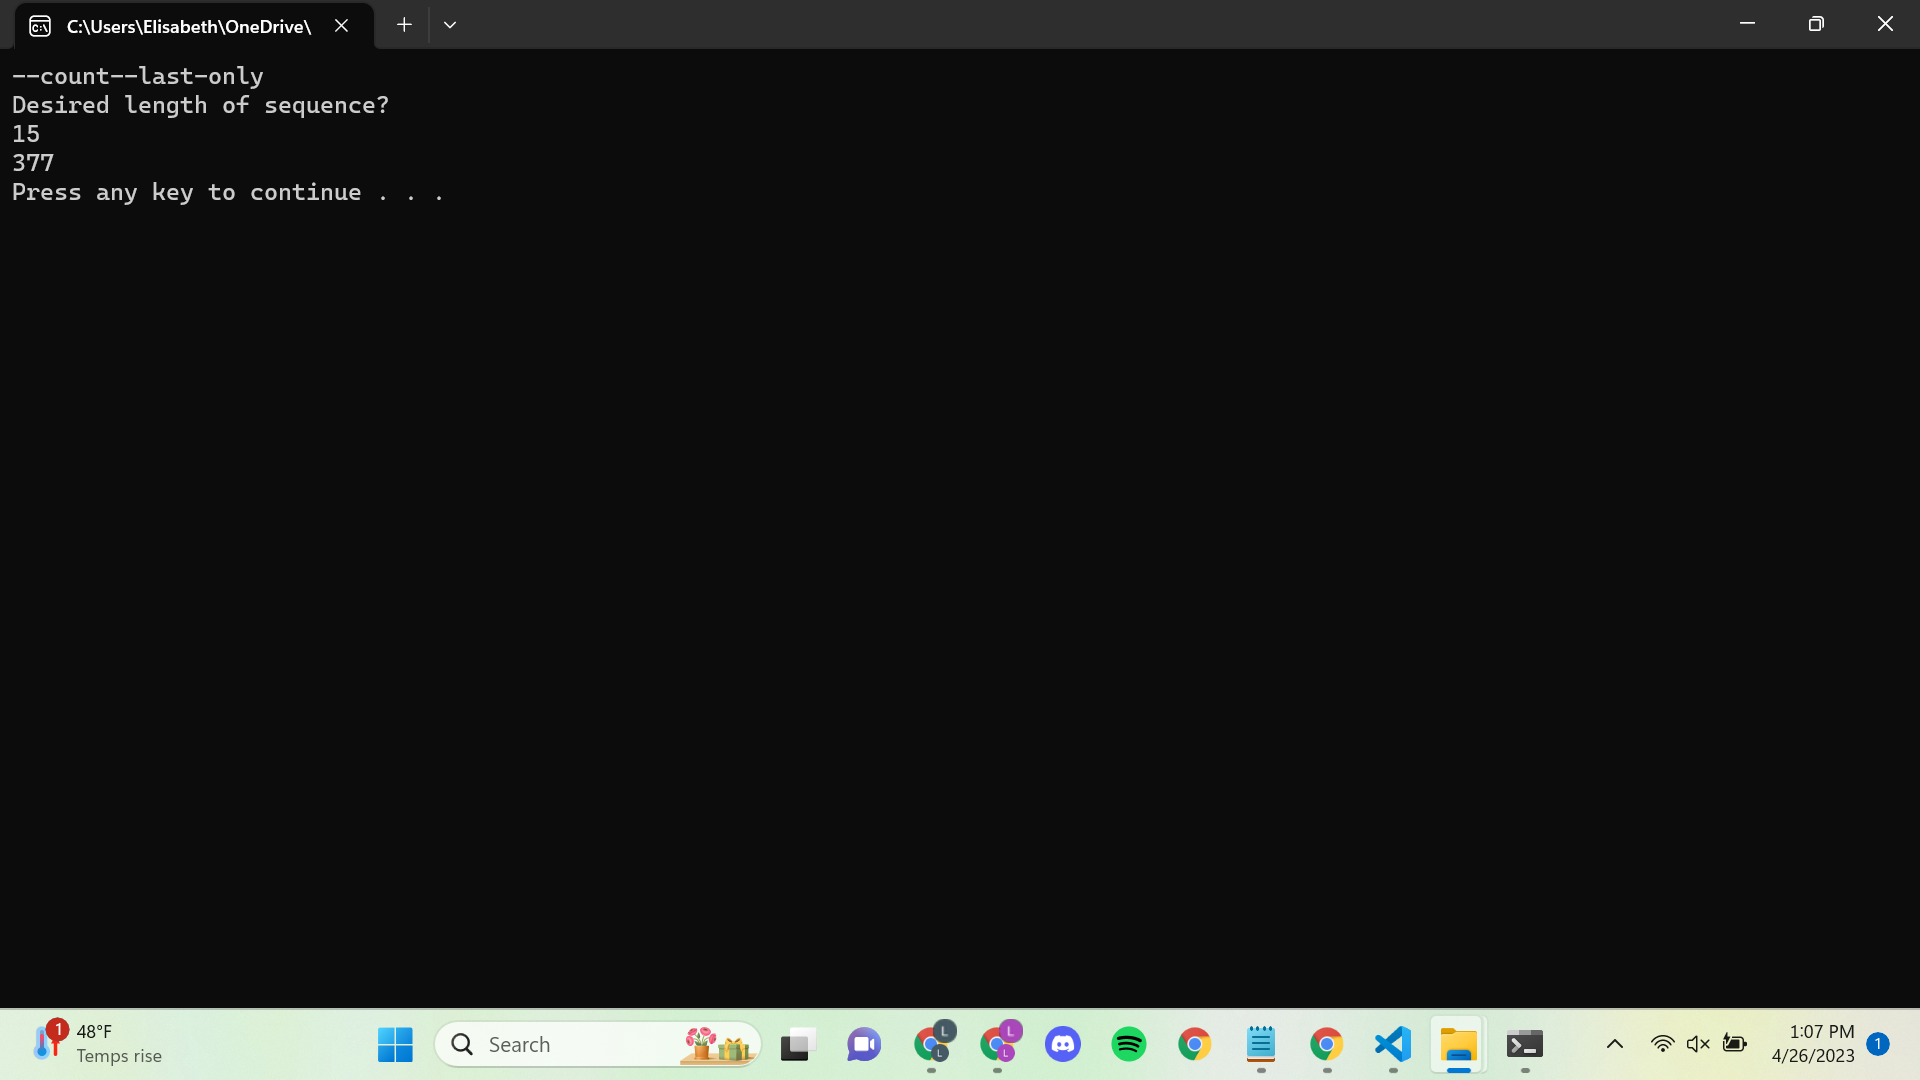 C:\Users\Elisabeth\OneDrive\
--count--last-only
Desired length of sequence?
15
377
Press any key to continue . . .
1
48°F
Temps rise
Search
L
L
L
L
1:07 PM
4/26/2023
1